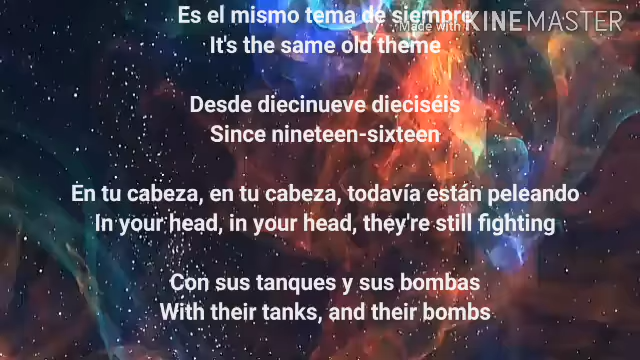 Es el mismo tema de siempre
Made with KINEMASTER
It's the same old theme
Desde diecinueve dieciséis
Since nineteen-sixteen
En tu cabeza, en tu cabeza, todavía están peleando
In your head, in your head, they're still fighting
Con sus tanques y sus bombas
With their tanks, and their bombs